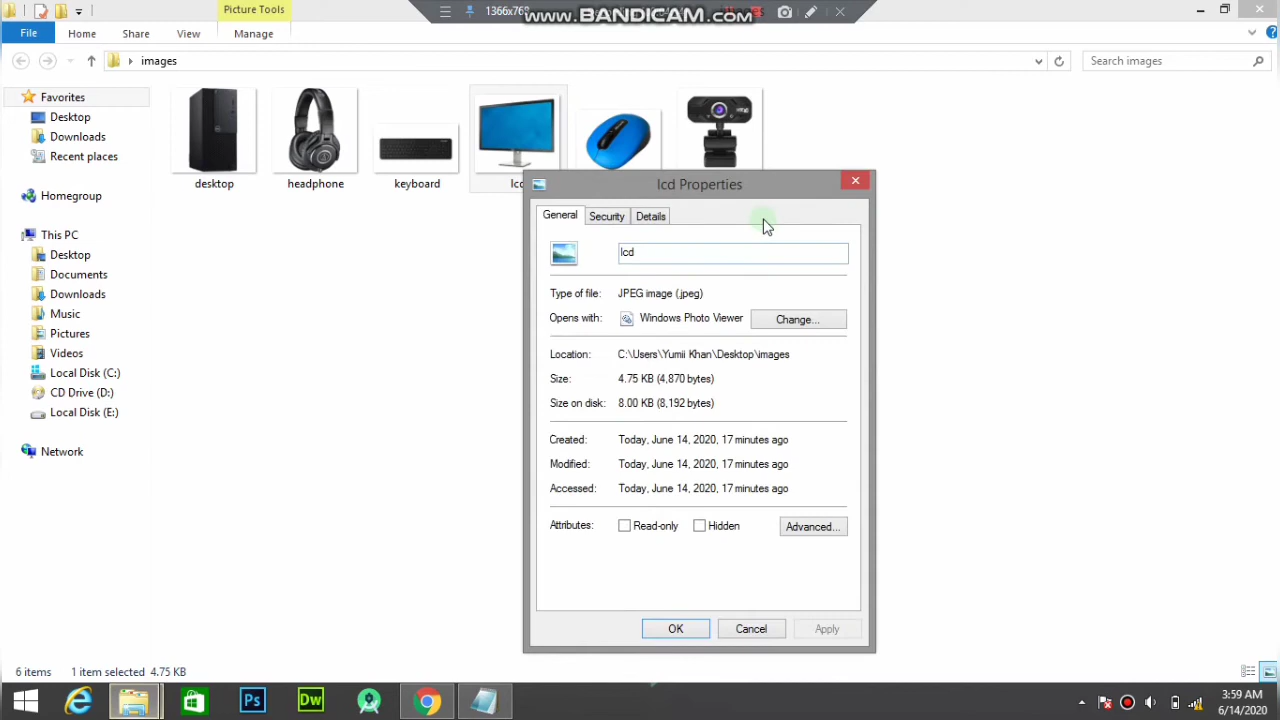 Picture Tools
1366x768
www.BANDICAM.com
File
Home
Share
View
Manage
images
Search images
Favorites
Desktop
Downloads
Recent places
Homegroup
This PC
Desktop
Documents
Downloads
Music
Pictures
Videos
Local Disk (C:)
CD Drive (D:)
Local Disk (E:)
Network
desktop
headphone
keyboard
lcd Properties
General
Security
Details
lcd
Type of file: JPEG image (.jpeg)
Opens with: Windows Photo Viewer
Change...
Location: C:\Users\Yumii Khan\Desktop\images
Size: 4.75 KB (4,870 bytes)
Size on disk: 8.00 KB (8,192 bytes)
Created: Today, June 14, 2020, 17 minutes ago
Modified: Today, June 14, 2020, 17 minutes ago
Accessed: Today, June 14, 2020, 17 minutes ago
Attributes: Read-only Hidden
Advanced...
OK
Cancel
Apply
6 items 1 item selected 4.75 KB
Ps
Dw
3:59 AM
6/14/2020